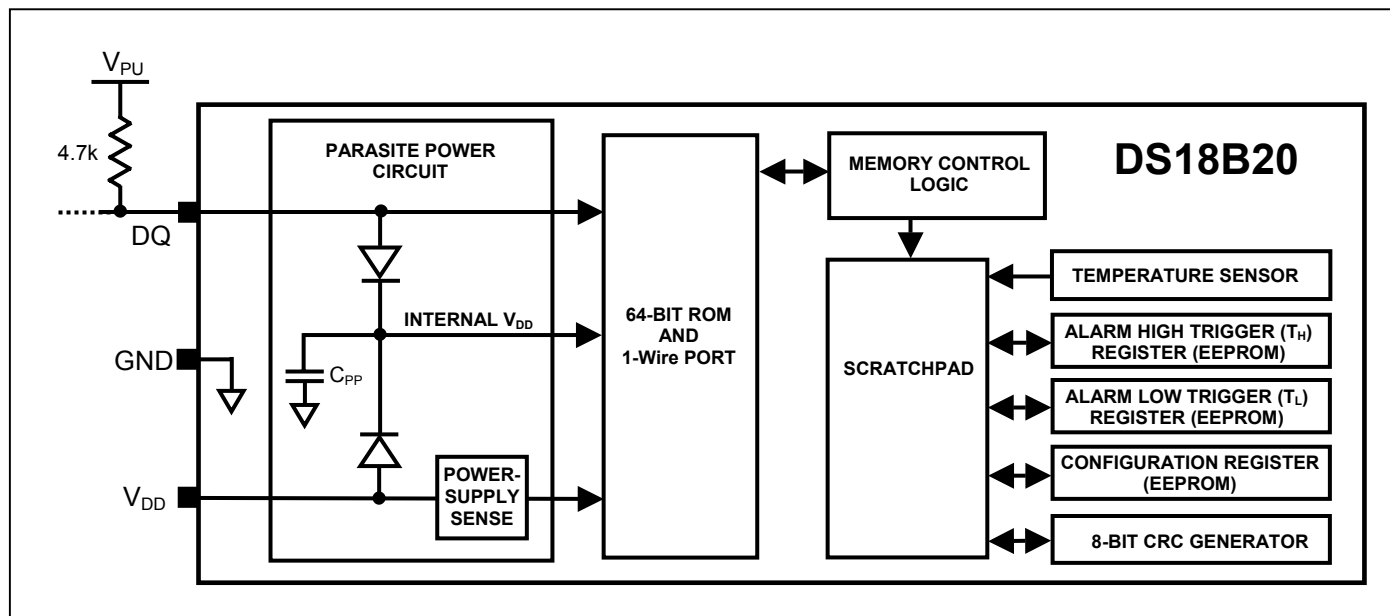 V_PU
4.7k
DQ
GND
V_DD
PARASITE POWER
CIRCUIT
INTERNAL V_DD
C_PP
POWER-
SUPPLY
SENSE
64-BIT ROM
AND
1-Wire PORT
MEMORY CONTROL
LOGIC
SCRATCHPAD
DS18B20
TEMPERATURE SENSOR
ALARM HIGH TRIGGER (T_H)
REGISTER (EEPROM)
ALARM LOW TRIGGER (T_L)
REGISTER (EEPROM)
CONFIGURATION REGISTER
(EEPROM)
8-BIT CRC GENERATOR